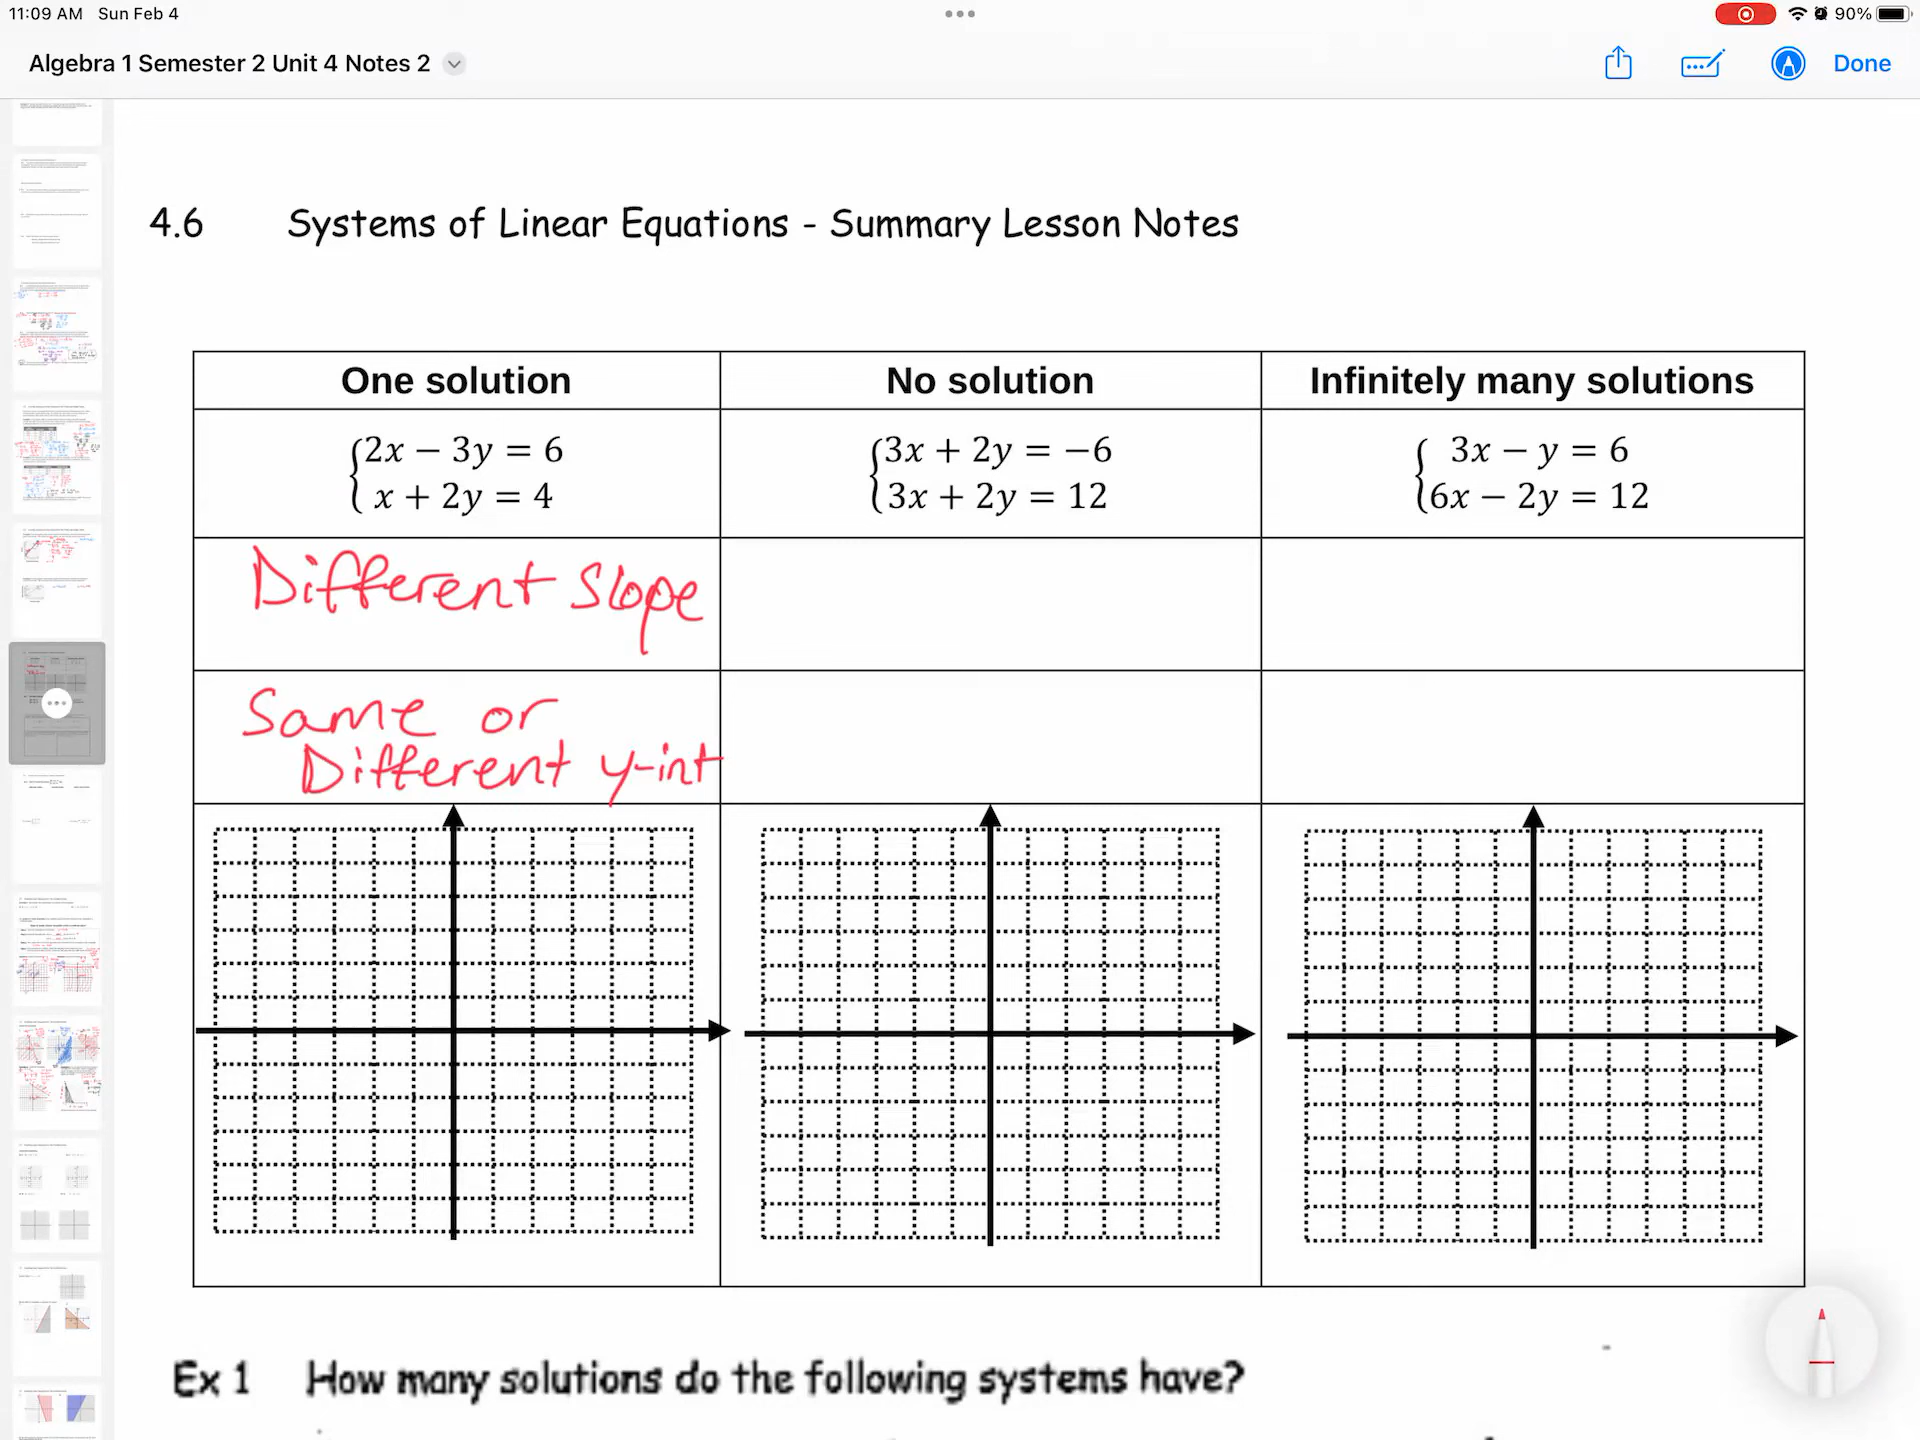 11:09 AM Sun Feb 4
90%
Algebra 1 Semester 2 Unit 4 Notes 2
Done
4.6 Systems of Linear Equations - Summary Lesson Notes
One solution
No solution
Infinitely many solutions
2x − 3y = 6
x + 2y = 4
3x + 2y = −6
3x + 2y = 12
3x − y = 6
6x − 2y = 12
Different Slope
Same or
Different y-int
Ex 1 How many solutions do the following systems have?